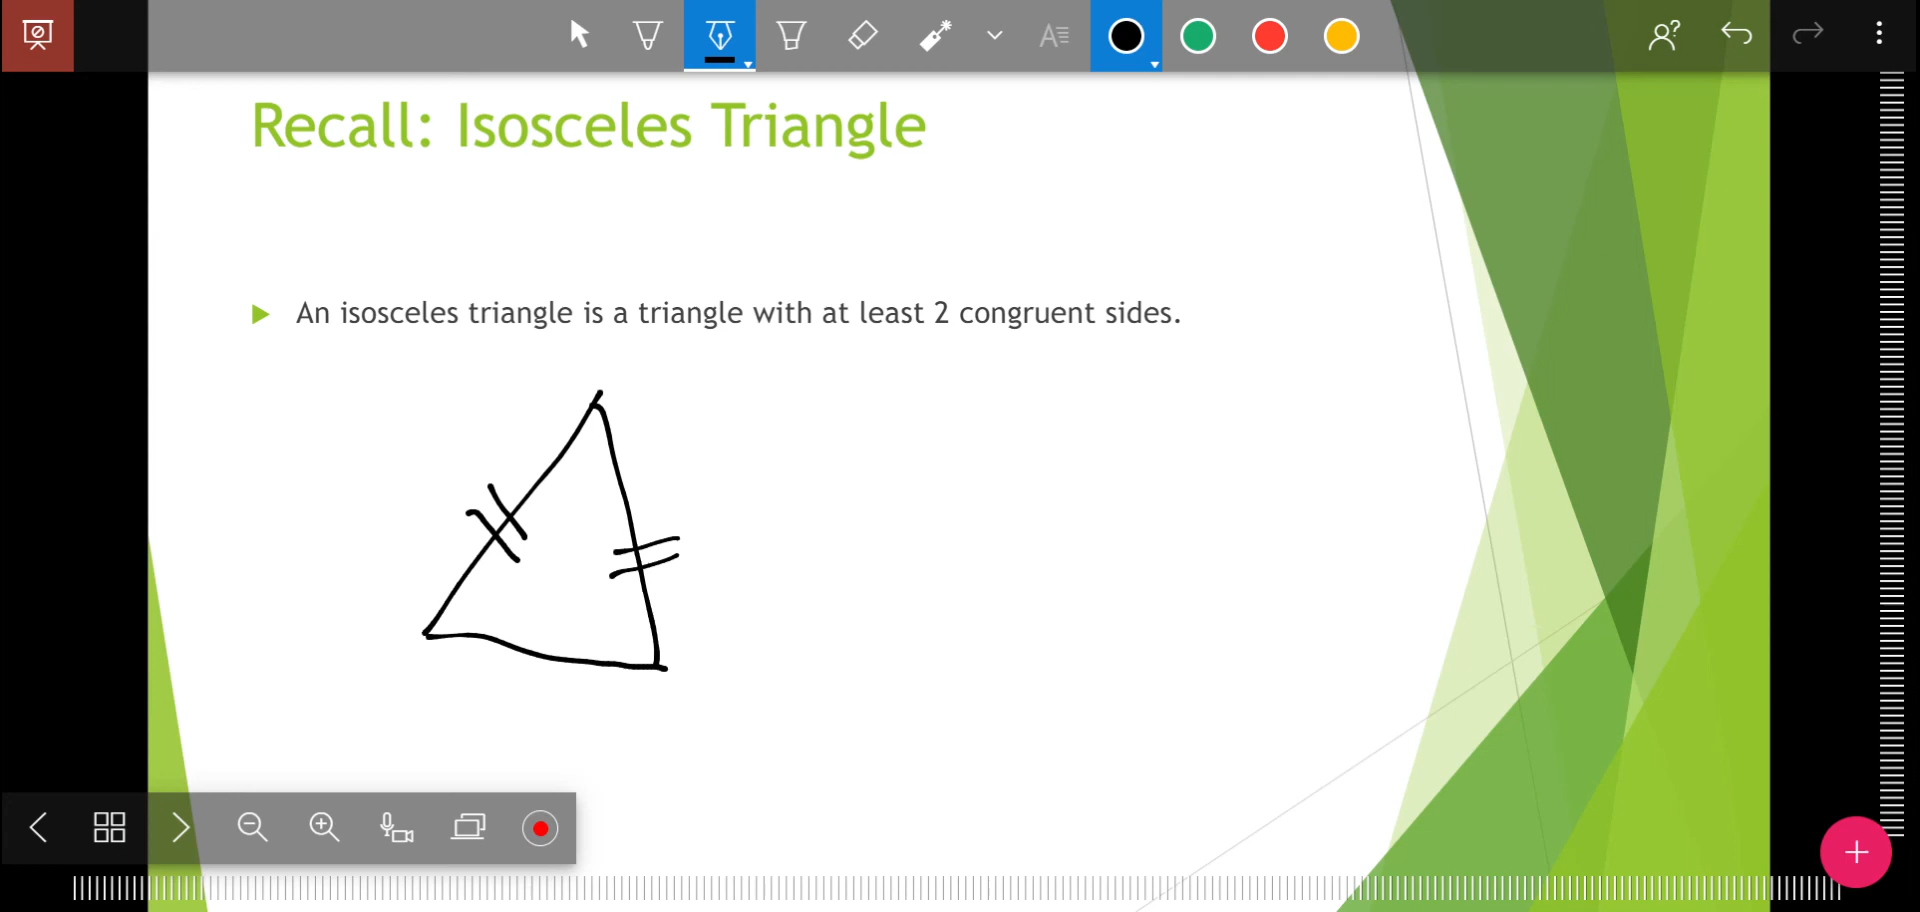 Recall: Isosceles Triangle
An isosceles triangle is a triangle with at least 2 congruent sides.